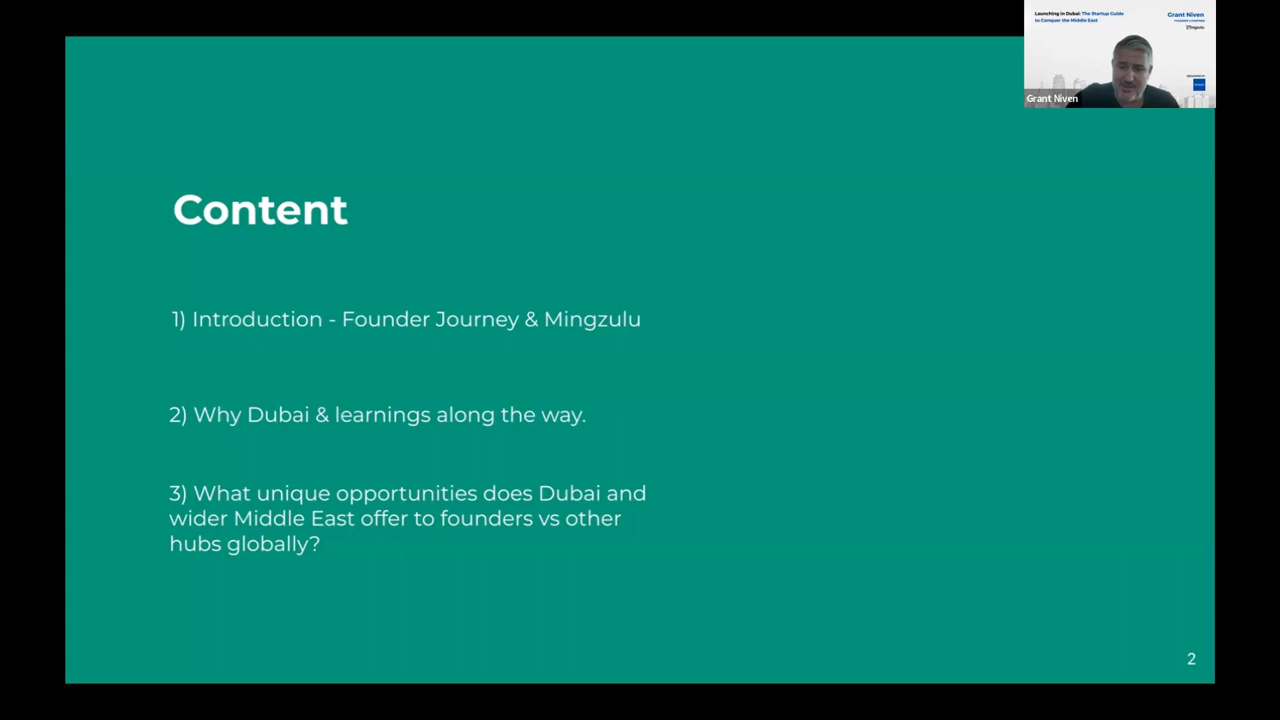 Launching in Dubai: The Startup Guide
to Conquer the Middle East
Grant Niven
Mingzulu
Grant Niven
Content
1) Introduction - Founder Journey & Mingzulu
2) Why Dubai & learnings along the way.
3) What unique opportunities does Dubai and
wider Middle East offer to founders vs other
hubs globally?
2